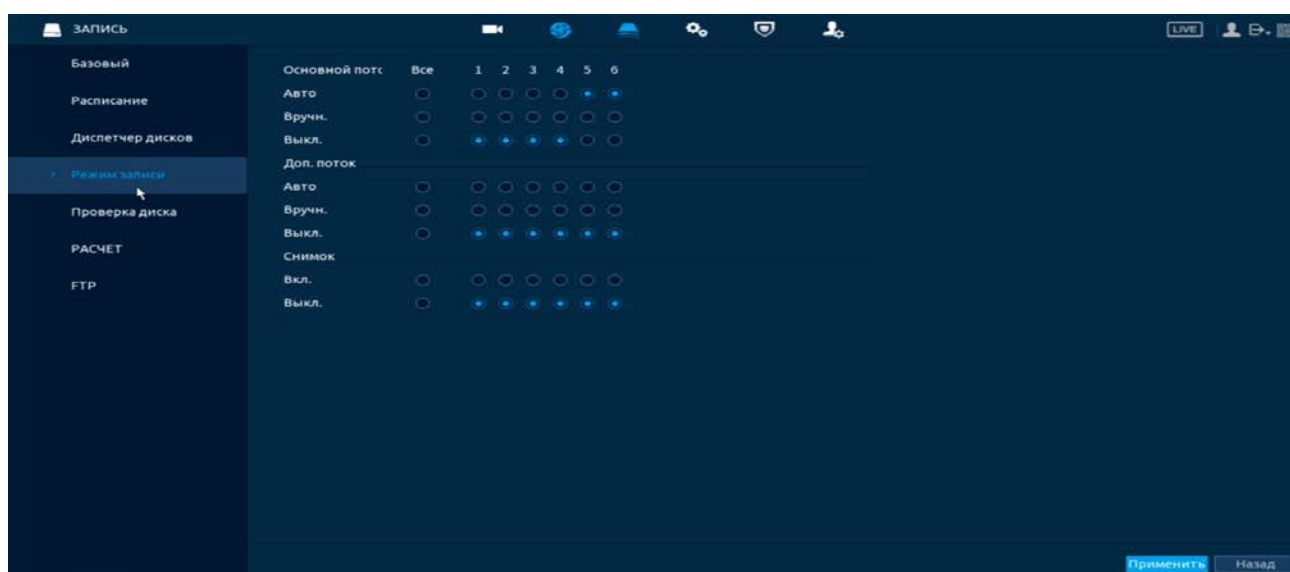 ЗАПИСЬ
LIVE
Базовый
Расписание
Диспетчер дисков
Режим записи
Проверка диска
РАСЧЕТ
FTP
Основной пото Все 1 2 3 4 5 6
Авто
Вручн.
Выкл.
Доп. поток
Авто
Вручн.
Выкл.
Снимок
Вкл.
Выкл.
Применить Назад